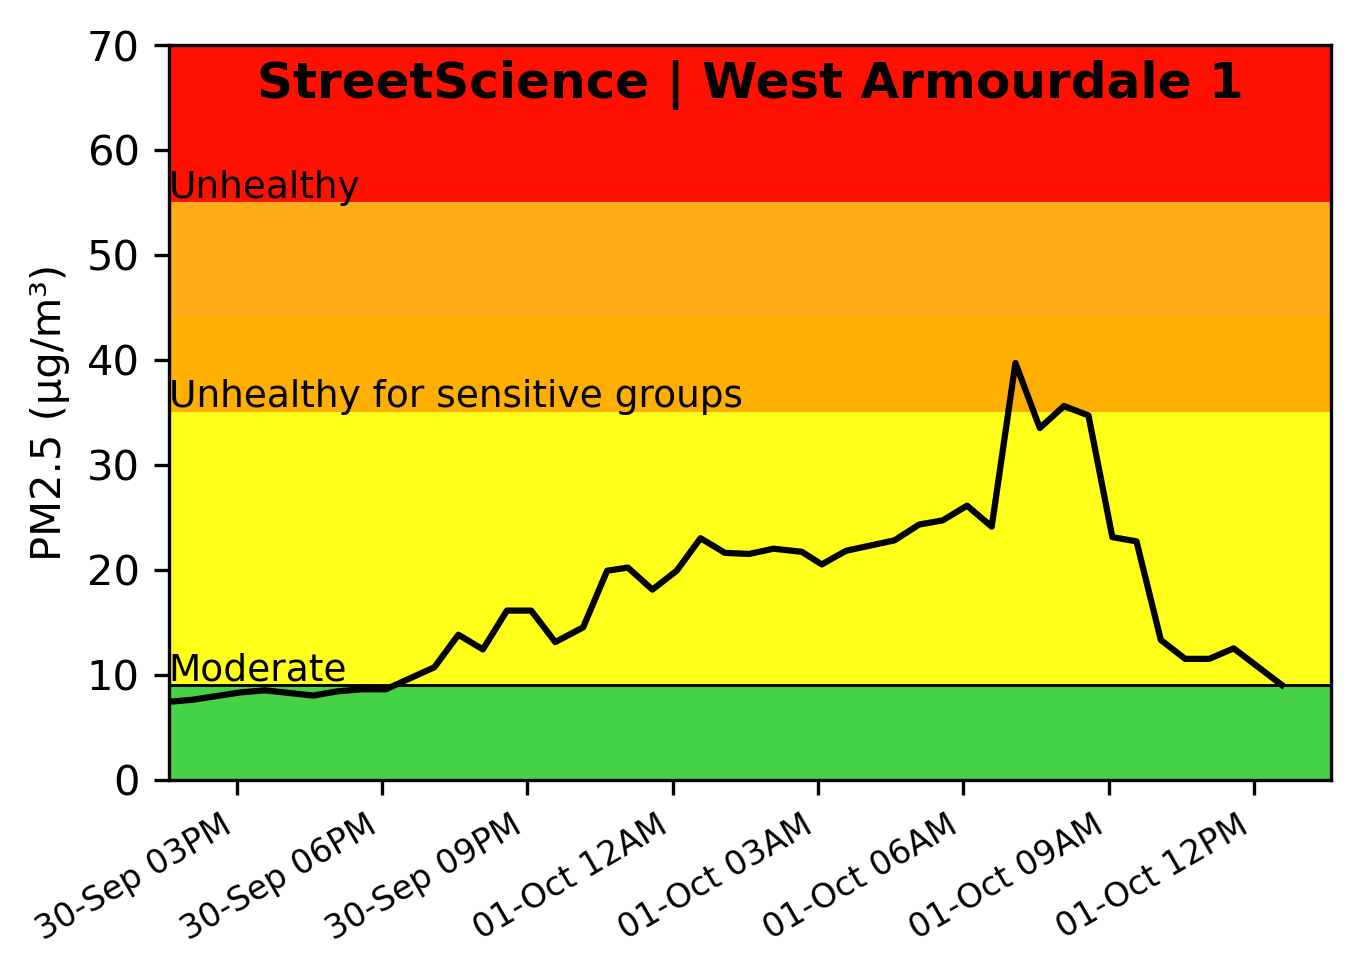 StreetScience | West Armourdale 1
70
60
50
40
30
20
10
0
PM2.5 (µg/m³)
Unhealthy
Unhealthy for sensitive groups
Moderate
30-Sep 03PM
30-Sep 06PM
30-Sep 09PM
01-Oct 12AM
01-Oct 03AM
01-Oct 06AM
01-Oct 09AM
01-Oct 12PM